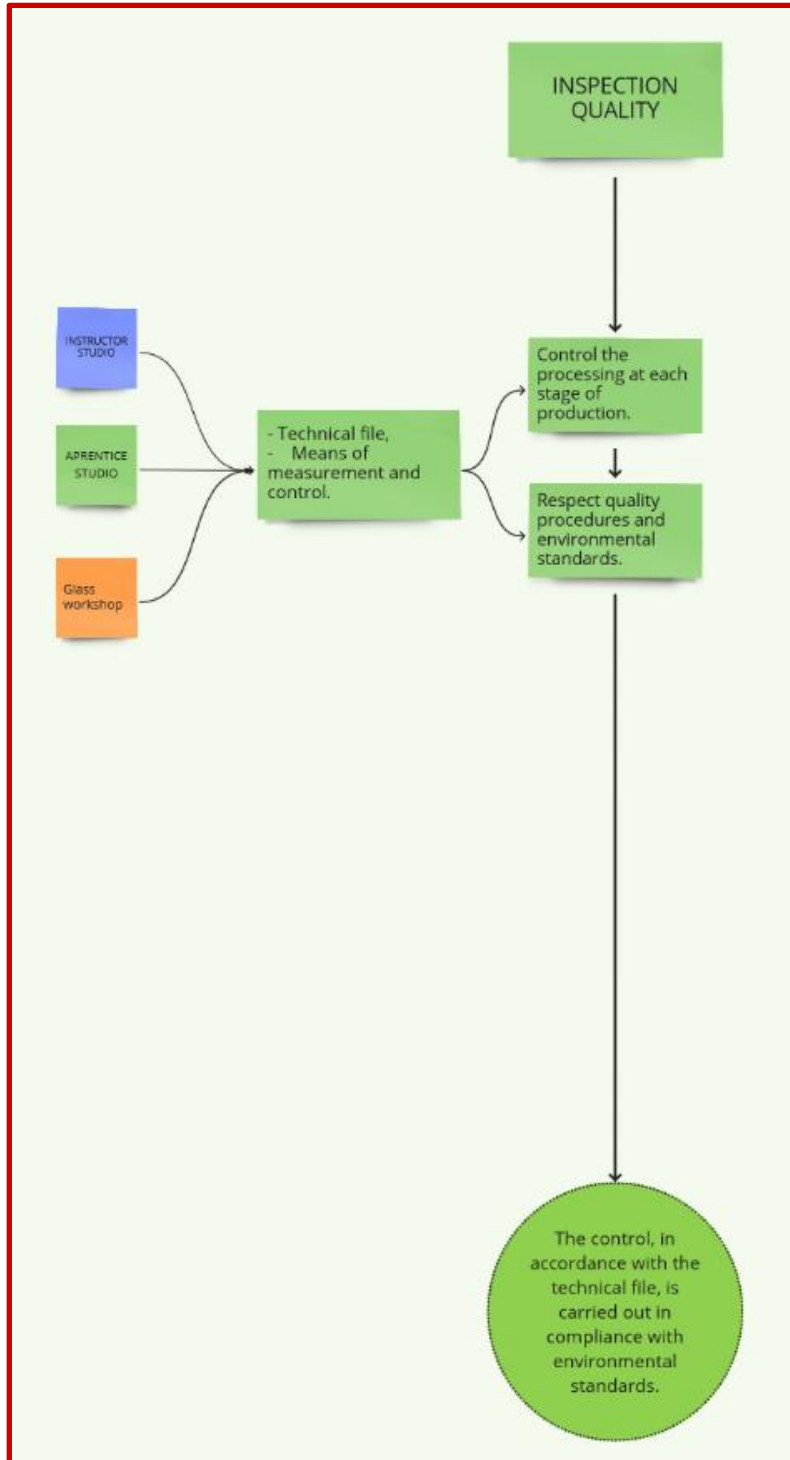 INSPECTION
QUALITY
INSTRUCTOR
STUDIO
APRENTICE
STUDIO
Glass
workshop
- Technical file,
- Means of
measurement and
control.
Control the
processing at each
stage of
production.
Respect quality
procedures and
environmental
standards.
The control, in
accordance with the
technical file, is
carried out in
compliance with
environmental
standards.